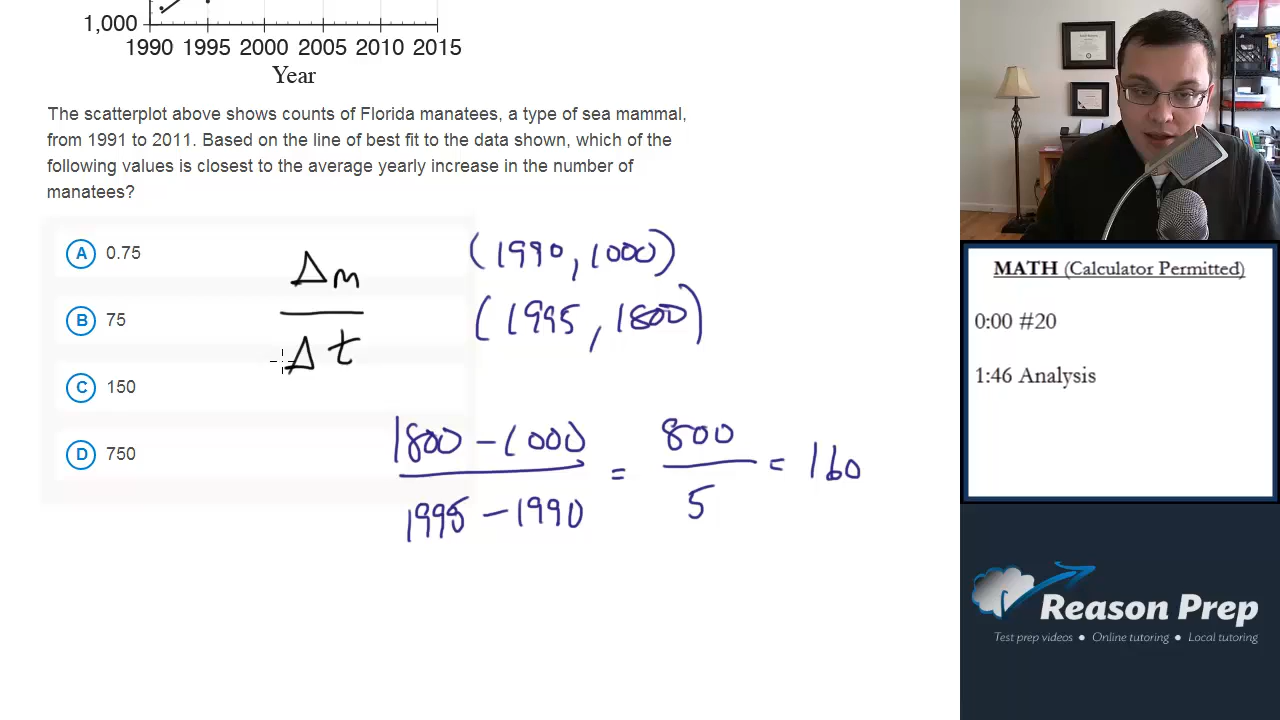 1,000
1990 1995 2000 2005 2010 2015
Year
The scatterplot above shows counts of Florida manatees, a type of sea mammal,
from 1991 to 2011. Based on the line of best fit to the data shown, which of the
following values is closest to the average yearly increase in the number of
manatees?
A 0.75
B 75
C 150
D 750
Δm
Δt
(1990, 1000)
(1995, 1800)
1800 - 1000
1995 - 1990
=
800
5
= 160
MATH (Calculator Permitted)
0:00 #20
1:46 Analysis
Reason Prep
Test prep videos ● Online tutoring ● Local tutoring